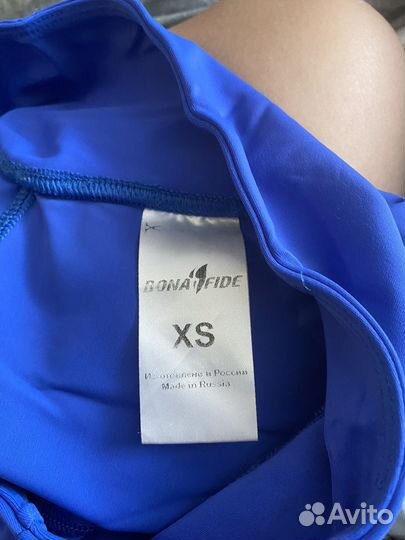 BONA FIDE
XS
Изготовлено в России
Made in Russia
Avito